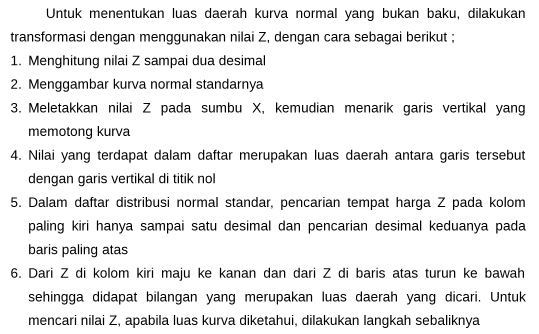 Untuk menentukan luas daerah kurva normal yang bukan baku, dilakukan
transformasi dengan menggunakan nilai Z, dengan cara sebagai berikut ;
1. Menghitung nilai Z sampai dua desimal
2. Menggambar kurva normal standarnya
3. Meletakkan nilai Z pada sumbu X, kemudian menarik garis vertikal yang
memotong kurva
4. Nilai yang terdapat dalam daftar merupakan luas daerah antara garis tersebut
dengan garis vertikal di titik nol
5. Dalam daftar distribusi normal standar, pencarian tempat harga Z pada kolom
paling kiri hanya sampai satu desimal dan pencarian desimal keduanya pada
baris paling atas
6. Dari Z di kolom kiri maju ke kanan dan dari Z di baris atas turun ke bawah
sehingga didapat bilangan yang merupakan luas daerah yang dicari. Untuk
mencari nilai Z, apabila luas kurva diketahui, dilakukan langkah sebaliknya